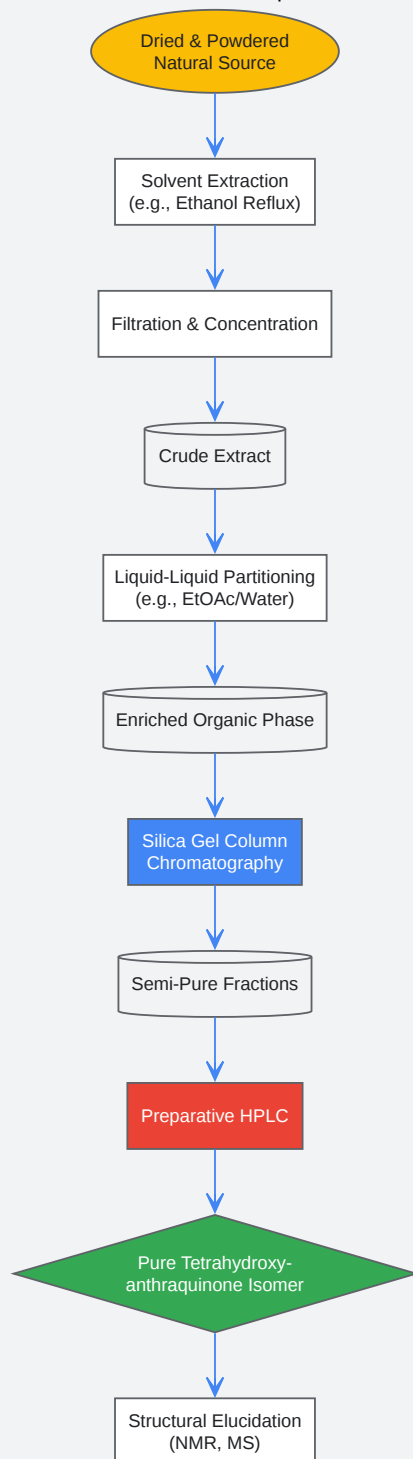 Dried & Powdered
Natural Source
Solvent Extraction
(e.g., Ethanol Reflux)
Filtration & Concentration
Crude Extract
Liquid-Liquid Partitioning
(e.g., EtOAc/Water)
Enriched Organic Phase
Silica Gel Column
Chromatography
Semi-Pure Fractions
Preparative HPLC
Pure Tetrahydroxy-
anthraquinone Isomer
Structural Elucidation
(NMR, MS)